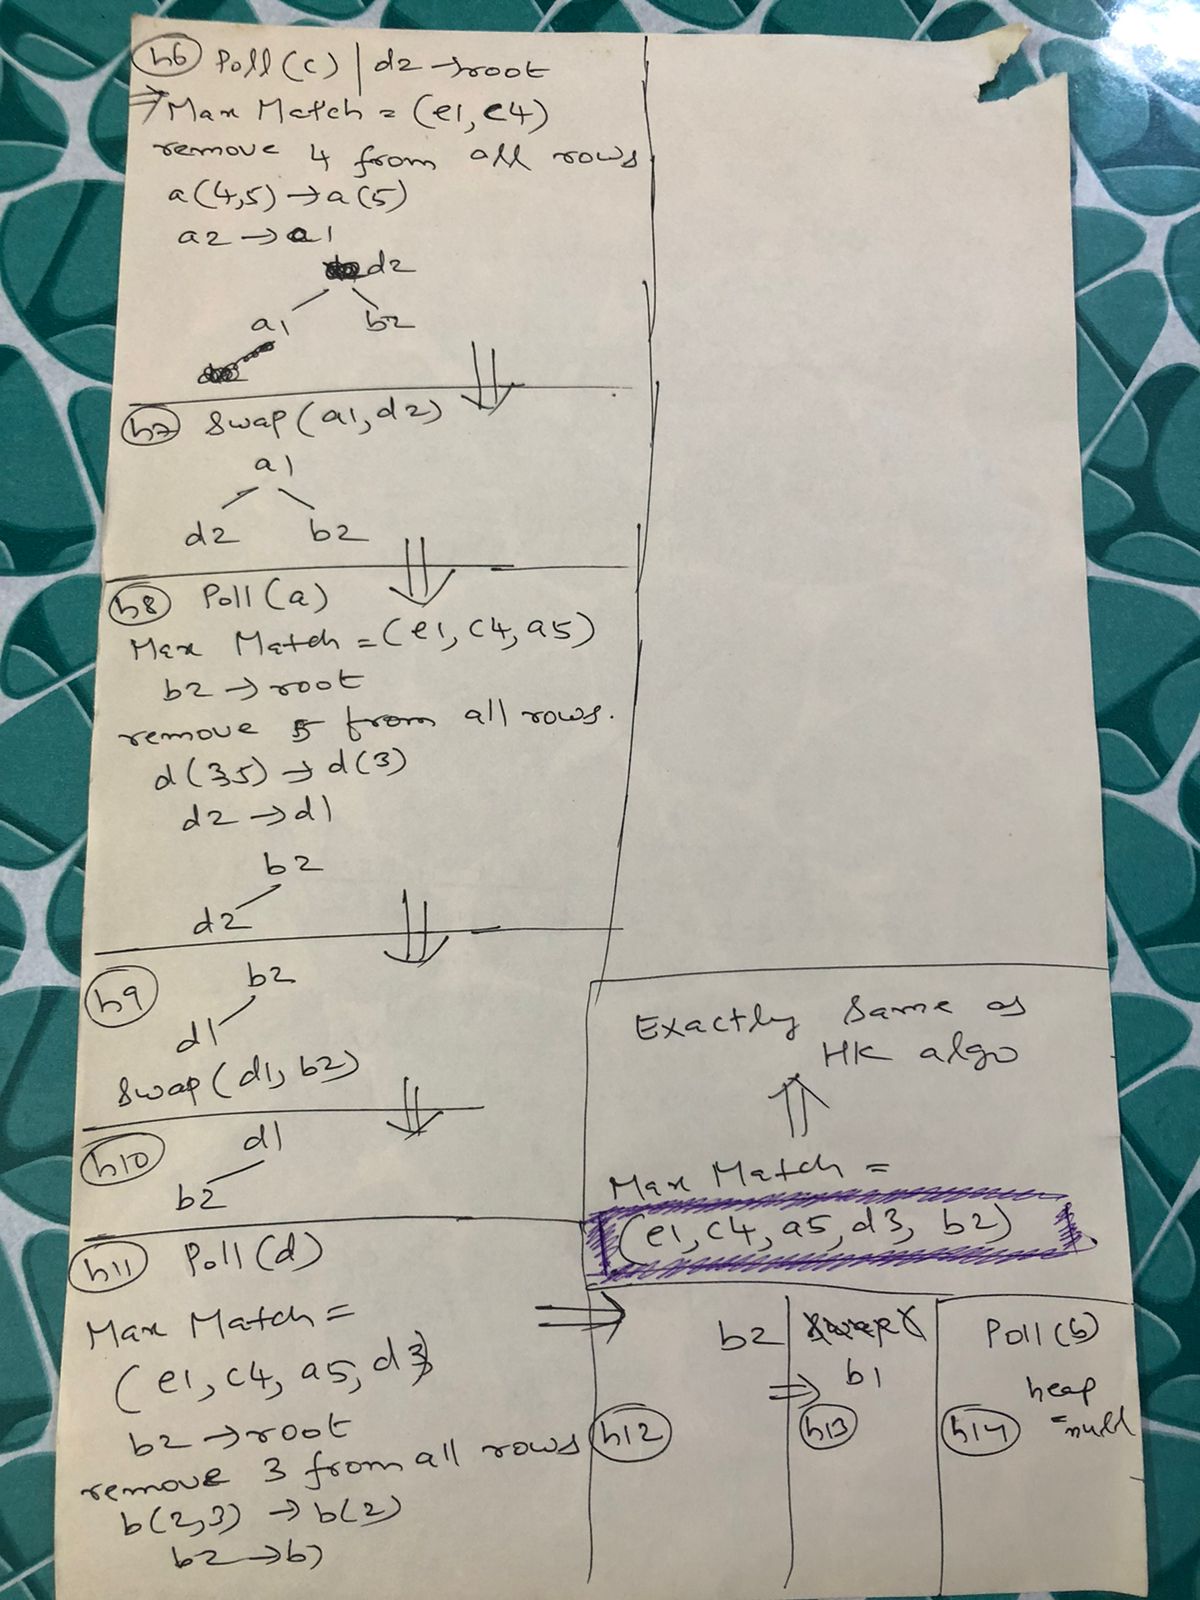 h6 Poll(c) | d2 → root
⇒ Max Match = (e1, c4)
remove 4 from all rows
a(4,5) → a(5)
a2 → a1
d2
a1 b2
h7 Swap(a1, d2)
a1
d2 b2
h8 Poll(a)
Max Match = (e1, c4, a5)
b2 → root
remove 5 from all rows.
d(3,5) → d(3)
d2 → d1
b2
d2
h9 b2
d1
Swap(d1, b2)
h10 d1
b2
h11 Poll(d)
Max Match =
(e1, c4, a5, d3)
b2 → root
remove 3 from all rows
b(2,3) → b(2)
b2 → b1
Exactly Same as
HK algo
⇑
Max Match =
(e1, c4, a5, d3, b2)
⇒ b2
h12
⇒ b1
h13
Poll(b)
heap
= null
h14